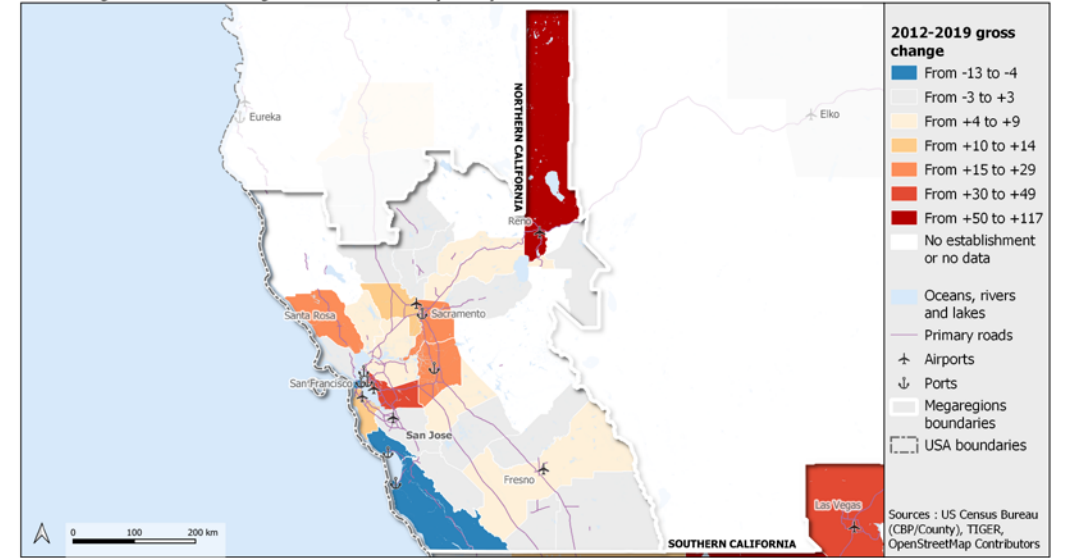 2012-2019 gross
change
From -13 to -4
From -3 to +3
From +4 to +9
From +10 to +14
From +15 to +29
From +30 to +49
From +50 to +117
No establishment
or no data
Oceans, rivers
and lakes
Primary roads
Airports
Ports
Megaregions
boundaries
USA boundaries
Sources : US Census Bureau
(CBP/County), TIGER,
OpenStreetMap Contributors
NORTHERN CALIFORNIA
Eureka
Elko
Reno
Santa Rosa
Sacramento
San Francisco
San Jose
Fresno
Las Vegas
SOUTHERN CALIFORNIA
0 100 200 km